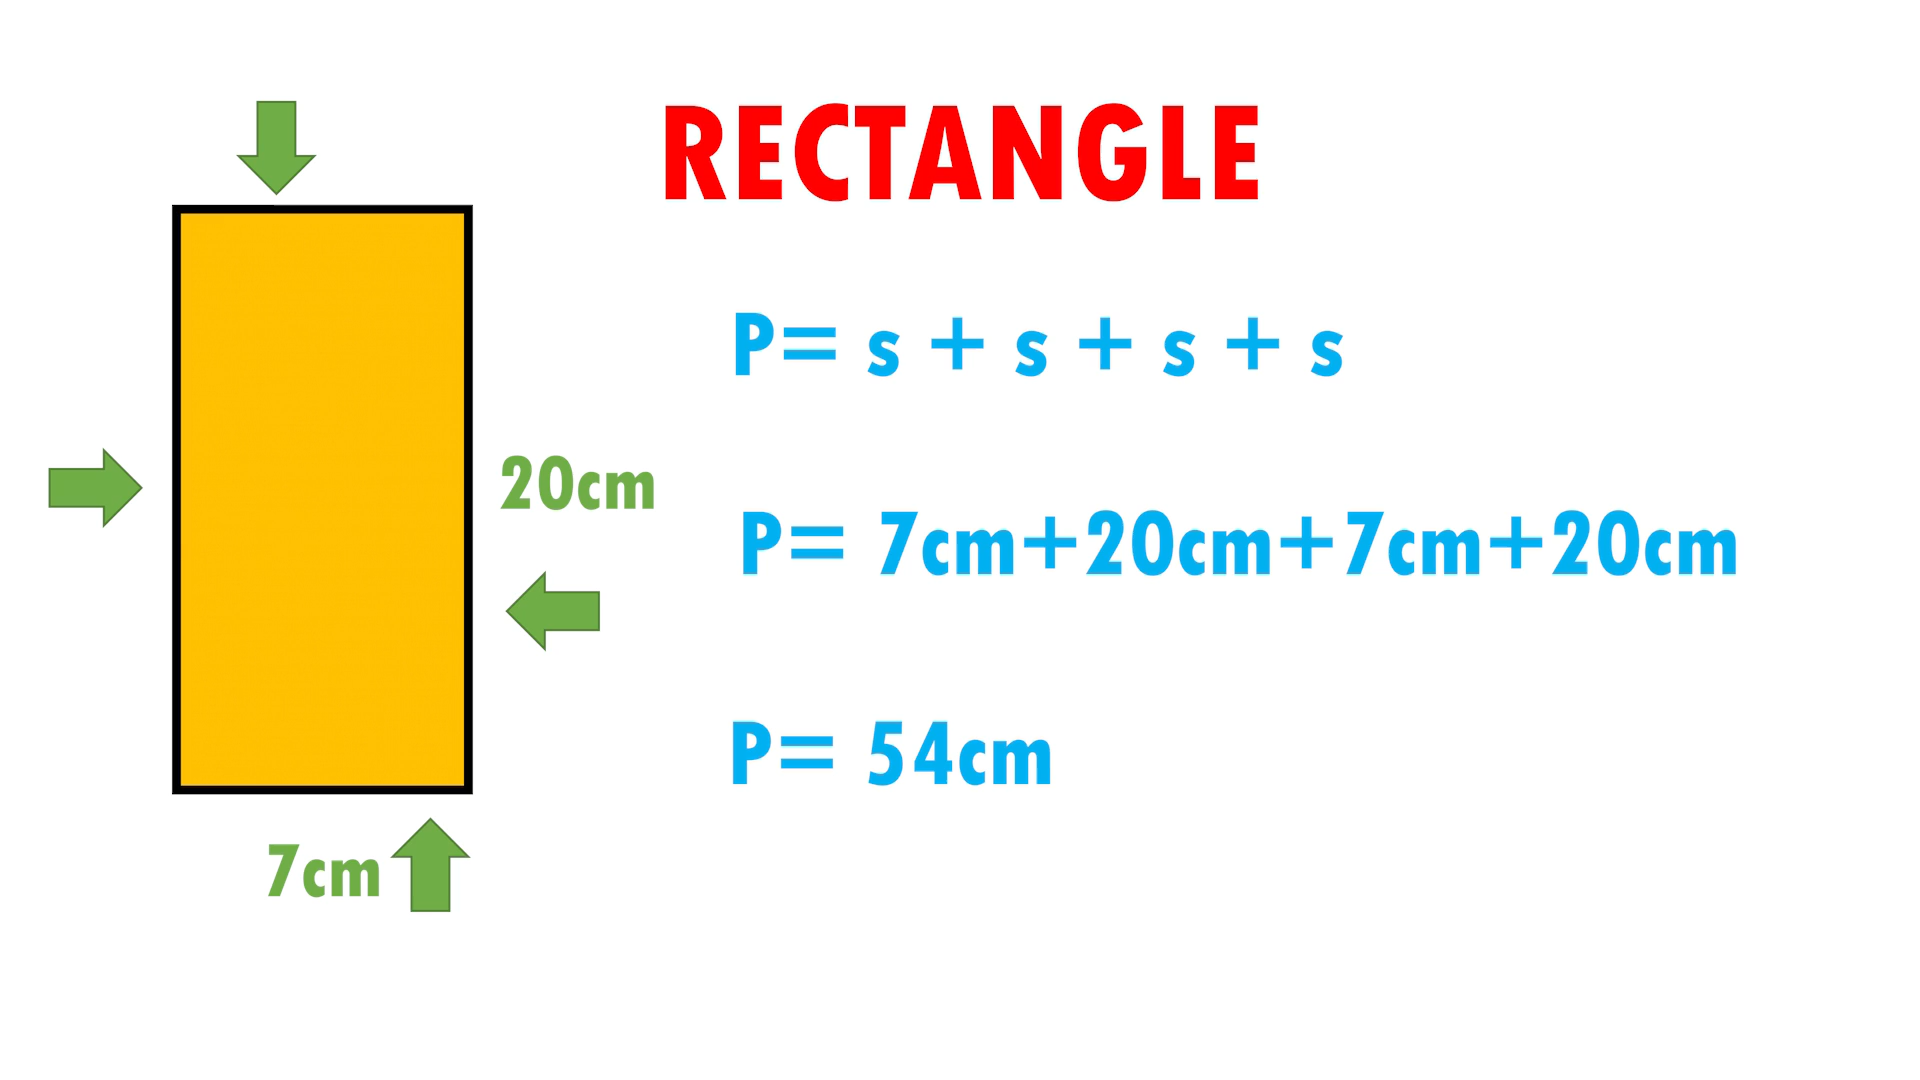 RECTANGLE
P= s + s + s + s
20cm
P= 7cm+20cm+7cm+20cm
P= 54cm
7cm